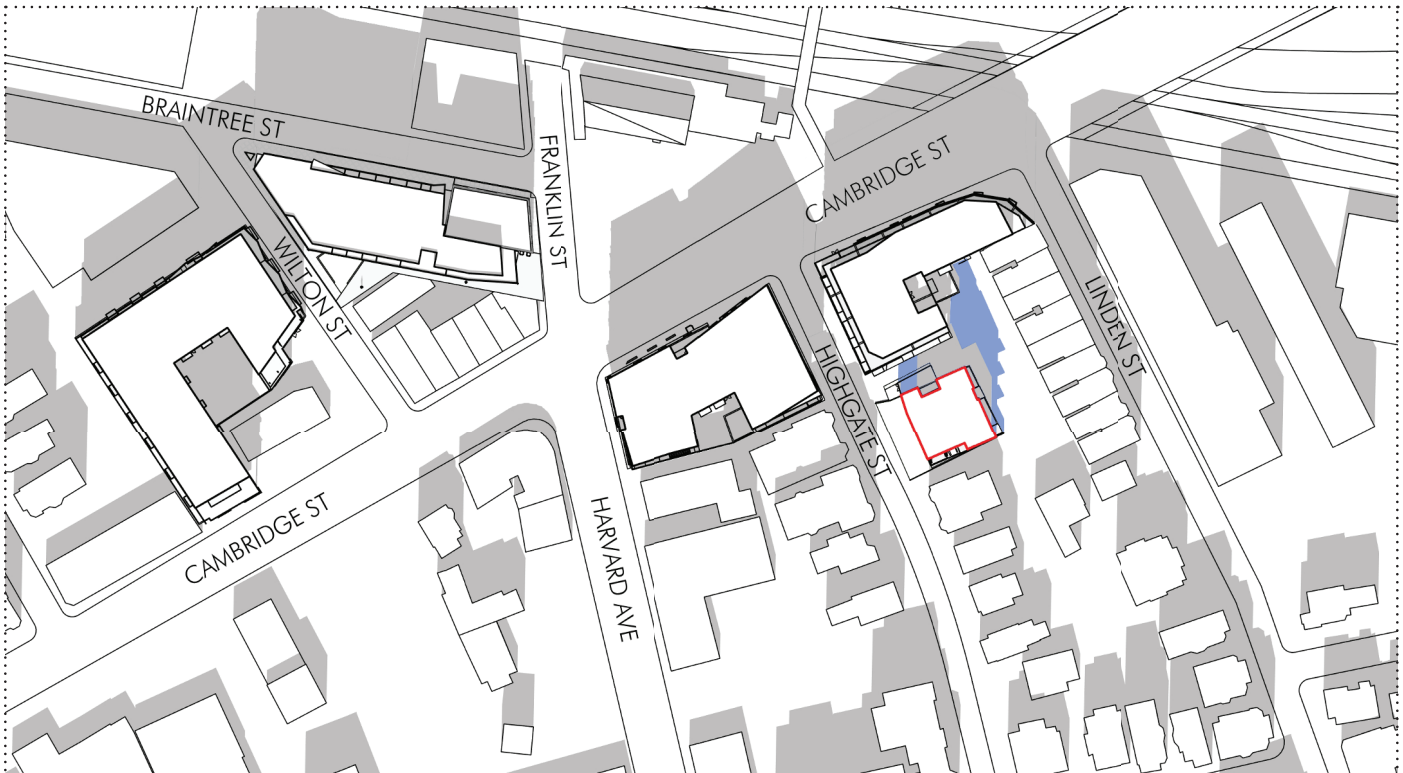 BRAINTREE ST
FRANKLIN ST
CAMBRIDGE ST
WILTON ST
LINDEN ST
HIGHGATE ST
CAMBRIDGE ST
HARVARD AVE